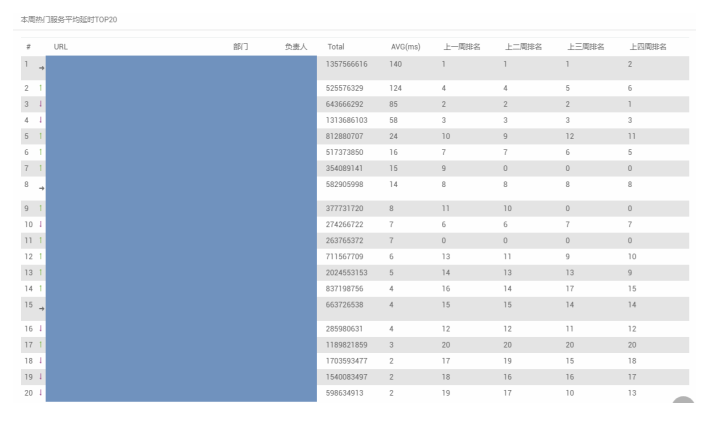 本周热门服务平均延时TOP20
# URL 部门 负责人 Total AVG(ms) 上一周排名 上二周排名 上三周排名 上四周排名
1 → 1357566616 140 1 1 1 2
2 ↑ 525576329 124 4 4 5 6
3 ↓ 643666292 85 2 2 2 1
4 ↓ 1313686103 58 3 3 3 3
5 ↑ 812880707 24 10 9 12 11
6 ↑ 517373850 16 7 7 6 5
7 ↑ 354089141 15 9 0 0 0
8 → 582905998 14 8 8 8 8
9 ↑ 377731720 8 11 10 0 0
10 ↓ 274266722 7 6 6 7 7
11 ↑ 263765372 7 0 0 0 0
12 ↑ 711567709 6 13 11 9 10
13 ↑ 2024553153 5 14 13 13 9
14 ↑ 837198756 4 16 14 17 15
15 → 663726538 4 15 15 14 14
16 ↓ 285980631 4 12 12 11 12
17 ↑ 1189821859 3 20 20 20 20
18 ↓ 1703593477 2 17 19 15 18
19 ↓ 1540083497 2 18 16 16 17
20 ↓ 598634913 2 19 17 10 13